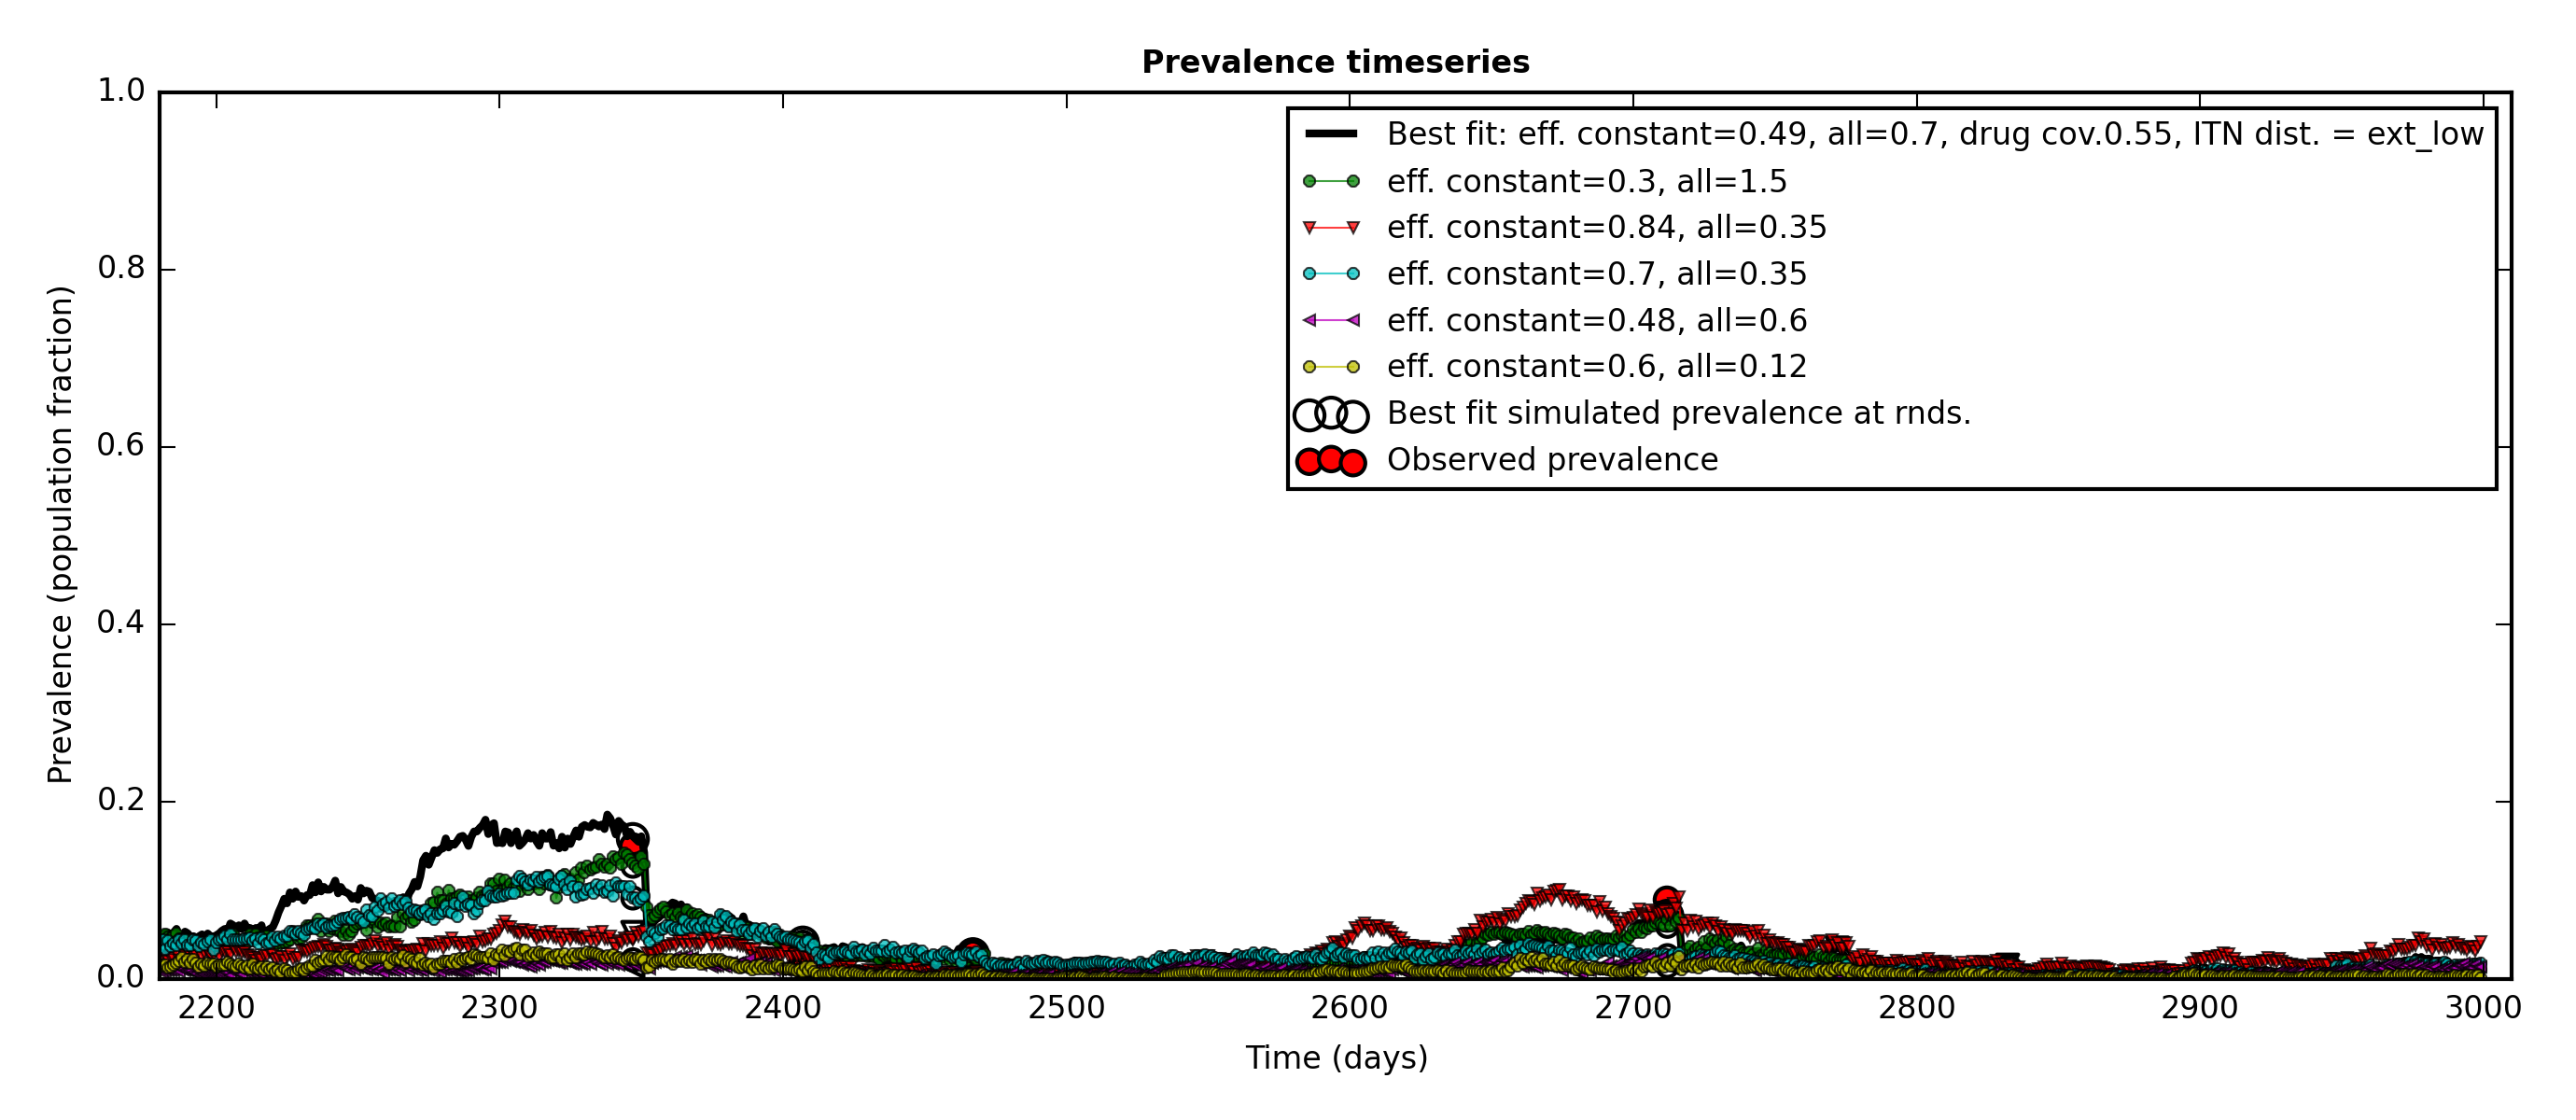 Prevalence timeseries
1.0
0.8
0.6
0.4
0.2
0.0
Prevalence (population fraction)
Best fit: eff. constant=0.49, all=0.7, drug cov.0.55, ITN dist. = ext_low
eff. constant=0.3, all=1.5
eff. constant=0.84, all=0.35
eff. constant=0.7, all=0.35
eff. constant=0.48, all=0.6
eff. constant=0.6, all=0.12
Best fit simulated prevalence at rnds.
Observed prevalence
2200 2300 2400 2500 2600 2700 2800 2900 3000
Time (days)